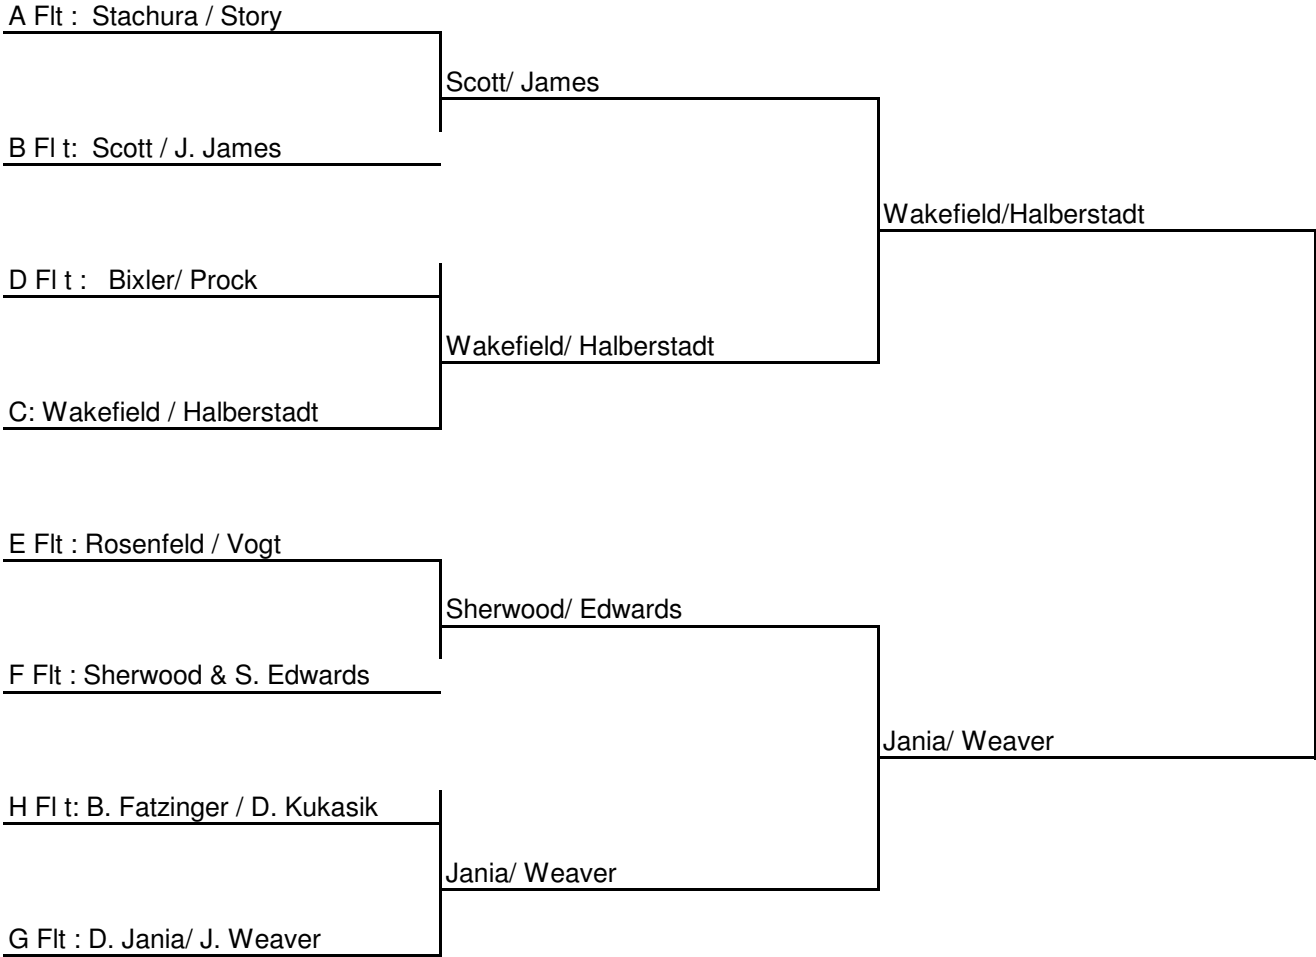 A Flt :  Stachura / Story
Scott/ James
B Fl t:  Scott / J. James
Wakefield/Halberstadt
D Fl t :   Bixler/ Prock
Wakefield/ Halberstadt
C: Wakefield / Halberstadt
E Flt : Rosenfeld / Vogt
Sherwood/ Edwards
F Flt : Sherwood & S. Edwards
Jania/ Weaver
H Fl t: B. Fatzinger / D. Kukasik
Jania/ Weaver
G Flt : D. Jania/ J. Weaver